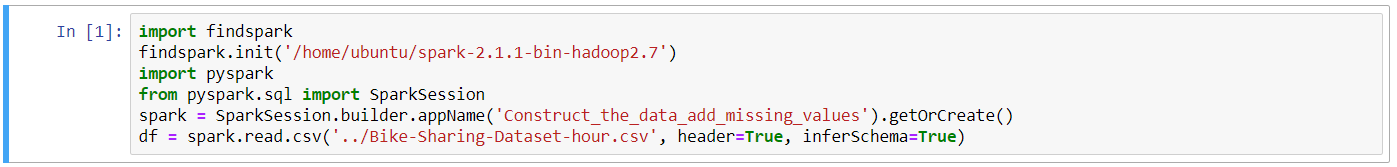 In [1]: import findspark
findspark.init('/home/ubuntu/spark-2.1.1-bin-hadoop2.7')
import pyspark
from pyspark.sql import SparkSession
spark = SparkSession.builder.appName('Construct_the_data_add_missing_values').getOrCreate()
df = spark.read.csv('../Bike-Sharing-Dataset-hour.csv', header=True, inferSchema=True)